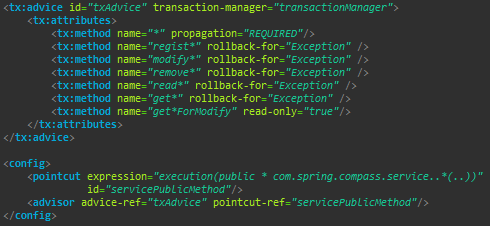 <tx:advice id="txAdvice" transaction-manager="transactionManager">
<tx:attributes>
<tx:method name="*" propagation="REQUIRED"/>
<tx:method name="regist*" rollback-for="Exception" />
<tx:method name="modify*" rollback-for="Exception" />
<tx:method name="remove*" rollback-for="Exception" />
<tx:method name="read*" rollback-for="Exception" />
<tx:method name="get*" rollback-for="Exception" />
<tx:method name="get*ForModify" read-only="true"/>
</tx:attributes>
</tx:advice>
<config>
<pointcut expression="execution(public * com.spring.compass.service..*(..))"
id="servicePublicMethod"/>
<advisor advice-ref="txAdvice" pointcut-ref="servicePublicMethod"/>
</config>